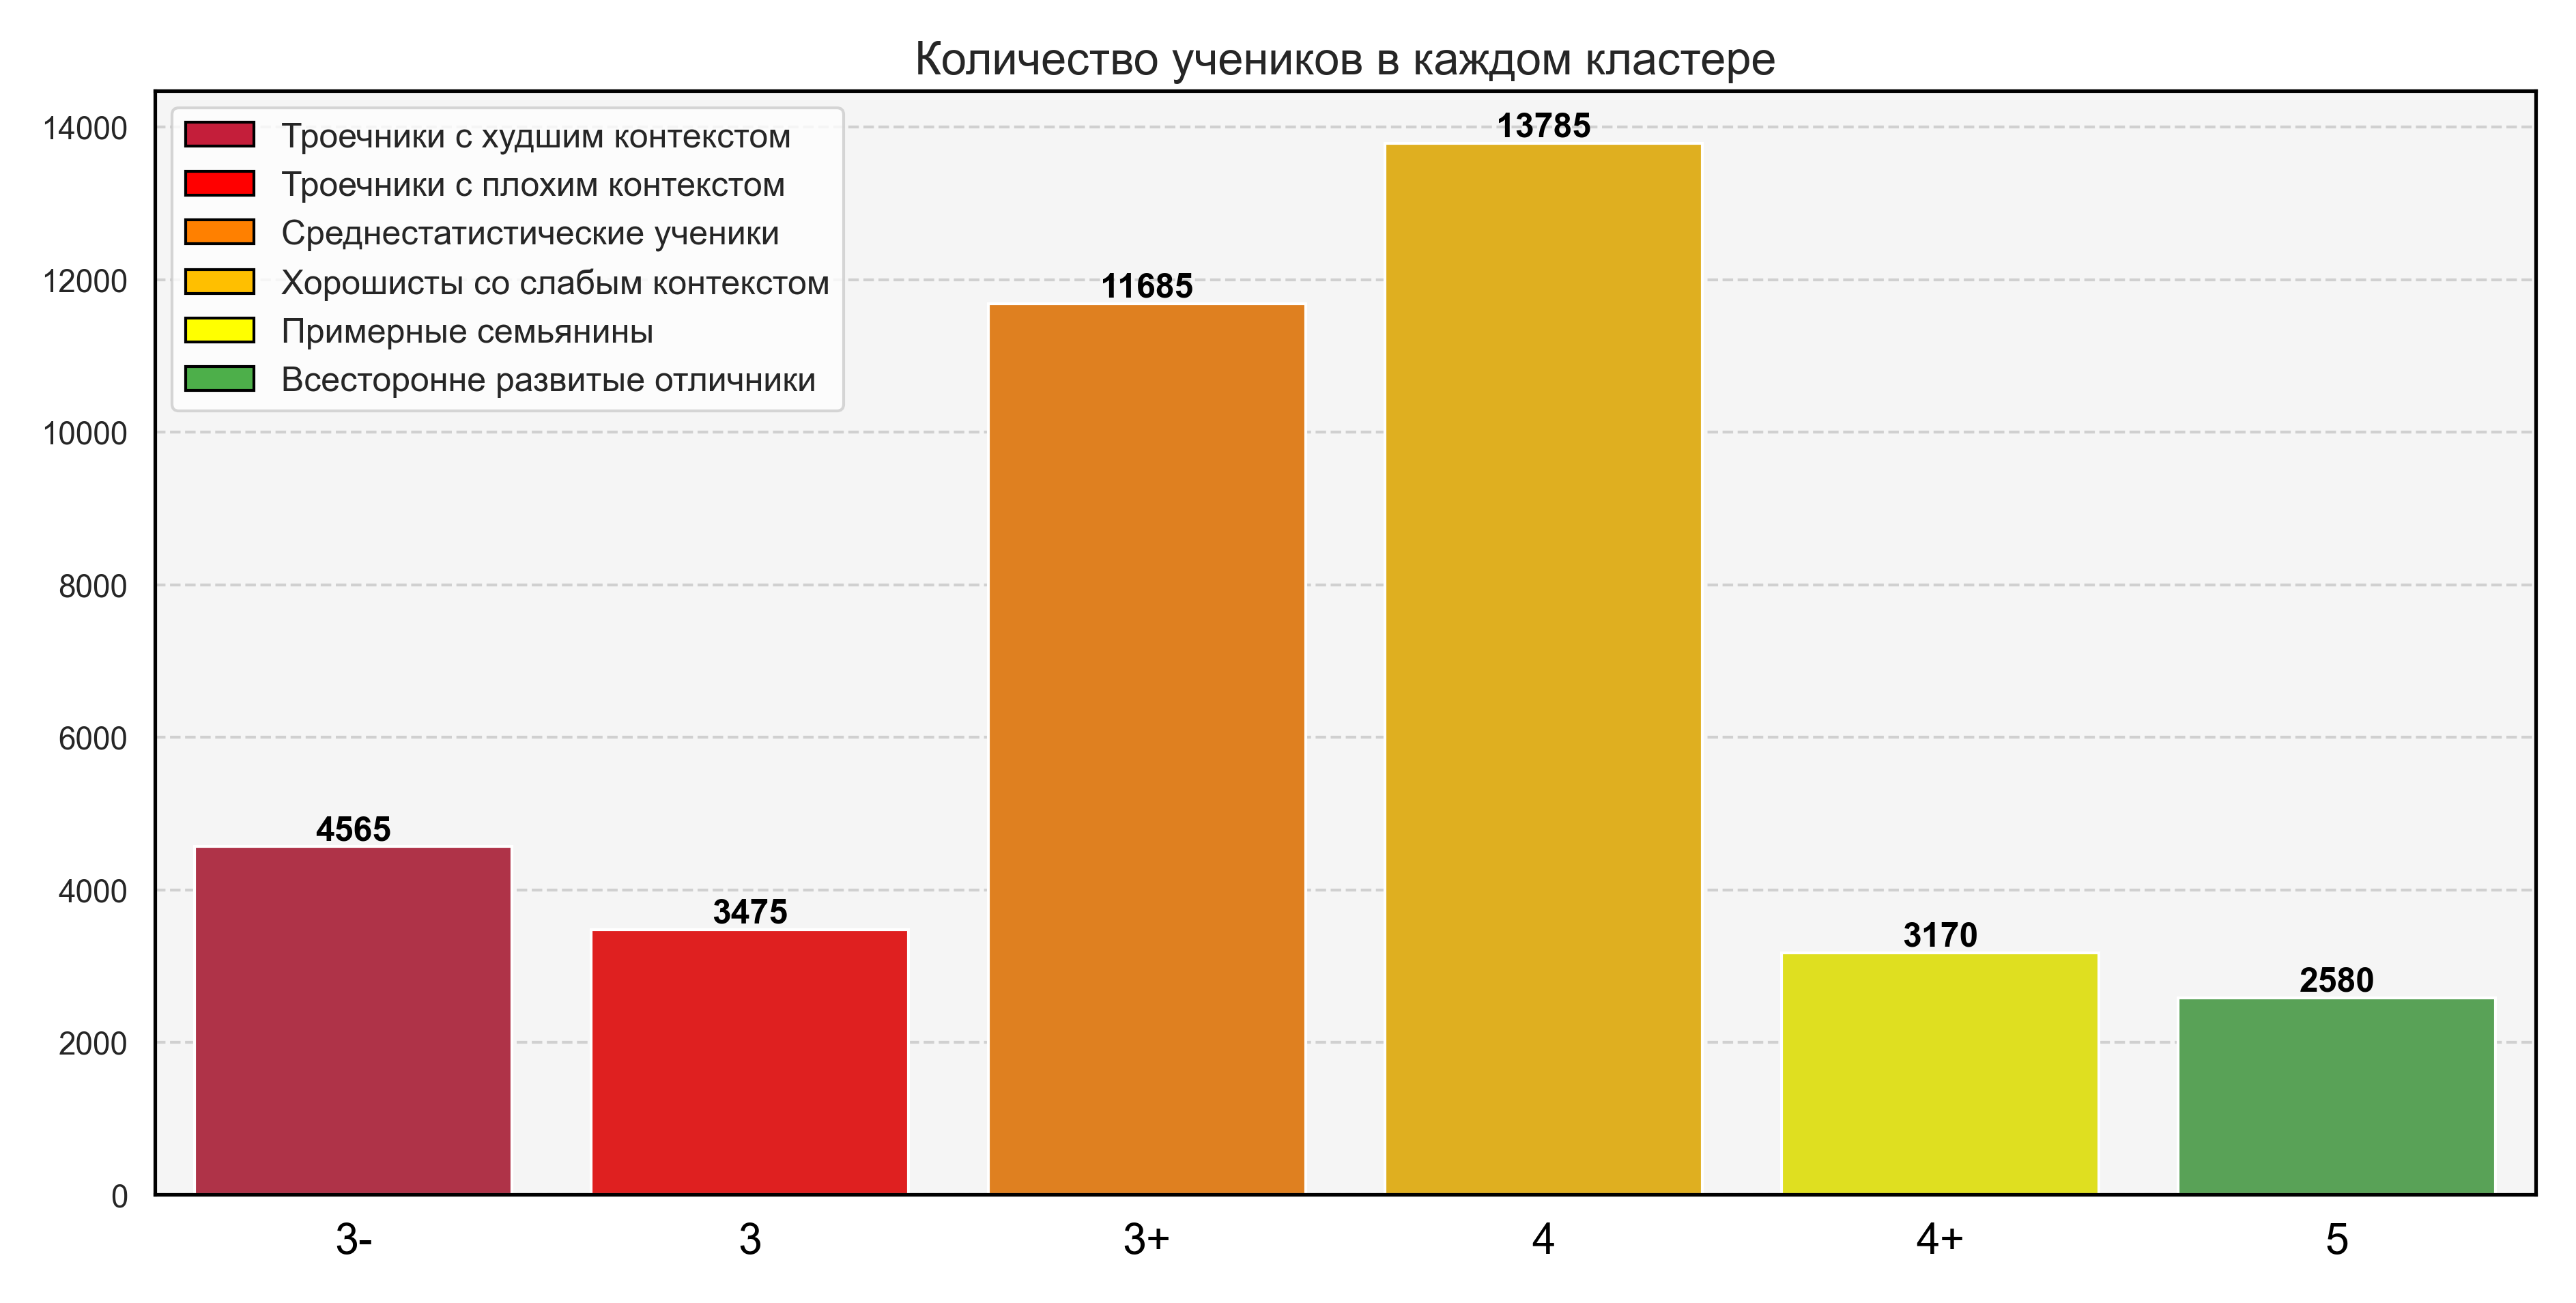 Количество учеников в каждом кластере
14000
12000
10000
8000
6000
4000
2000
0
Троечники с худшим контекстом
Троечники с плохим контекстом
Среднестатистические ученики
Хорошисты со слабым контекстом
Примерные семьянины
Всесторонне развитые отличники
4565
3475
11685
13785
3170
2580
3- 3 3+ 4 4+ 5